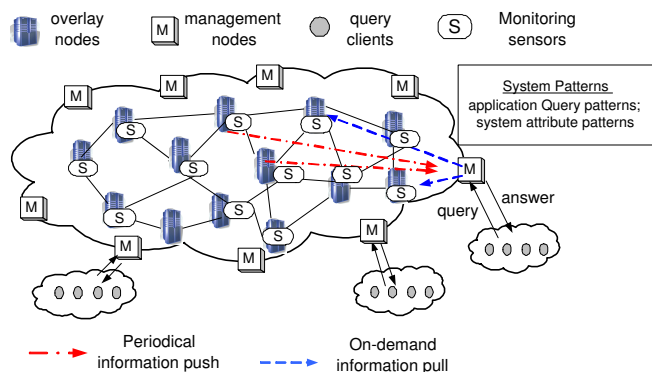 overlay
nodes
M
management
nodes
query
clients
S
Monitoring
sensors
M
M
M
M
System Patterns
application Query patterns;
system attribute patterns
S
S
S
S
S
S
S
S
M
S
answer
query
M
S
S
S
M
M
M
Periodical
information push
On-demand
information pull